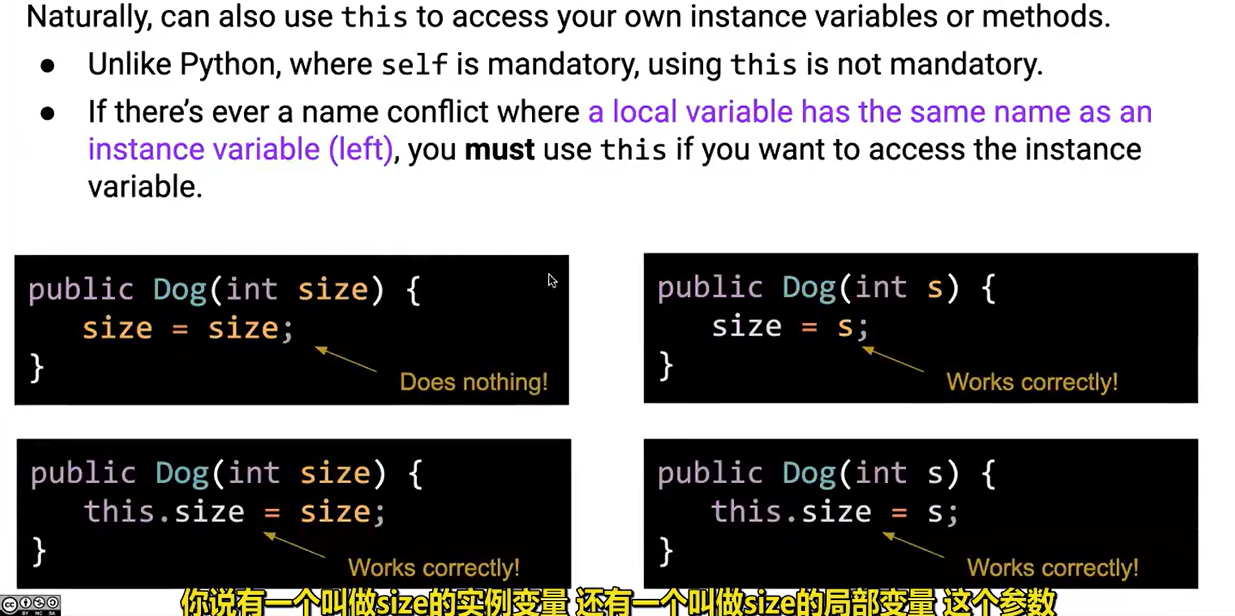 Naturally, can also use this to access your own instance variables or methods.
● Unlike Python, where self is mandatory, using this is not mandatory.
● If there's ever a name conflict where a local variable has the same name as an
instance variable (left), you must use this if you want to access the instance
variable.
public Dog(int size) {
size = size;
}
Does nothing!
public Dog(int s) {
size = s;
}
Works correctly!
public Dog(int size) {
this.size = size;
}
Works correctly!
public Dog(int s) {
this.size = s;
}
Works correctly!
你说有一个叫做size的实例变量 还有一个叫做size的局部变量 这个参数
cc
BY NC SA